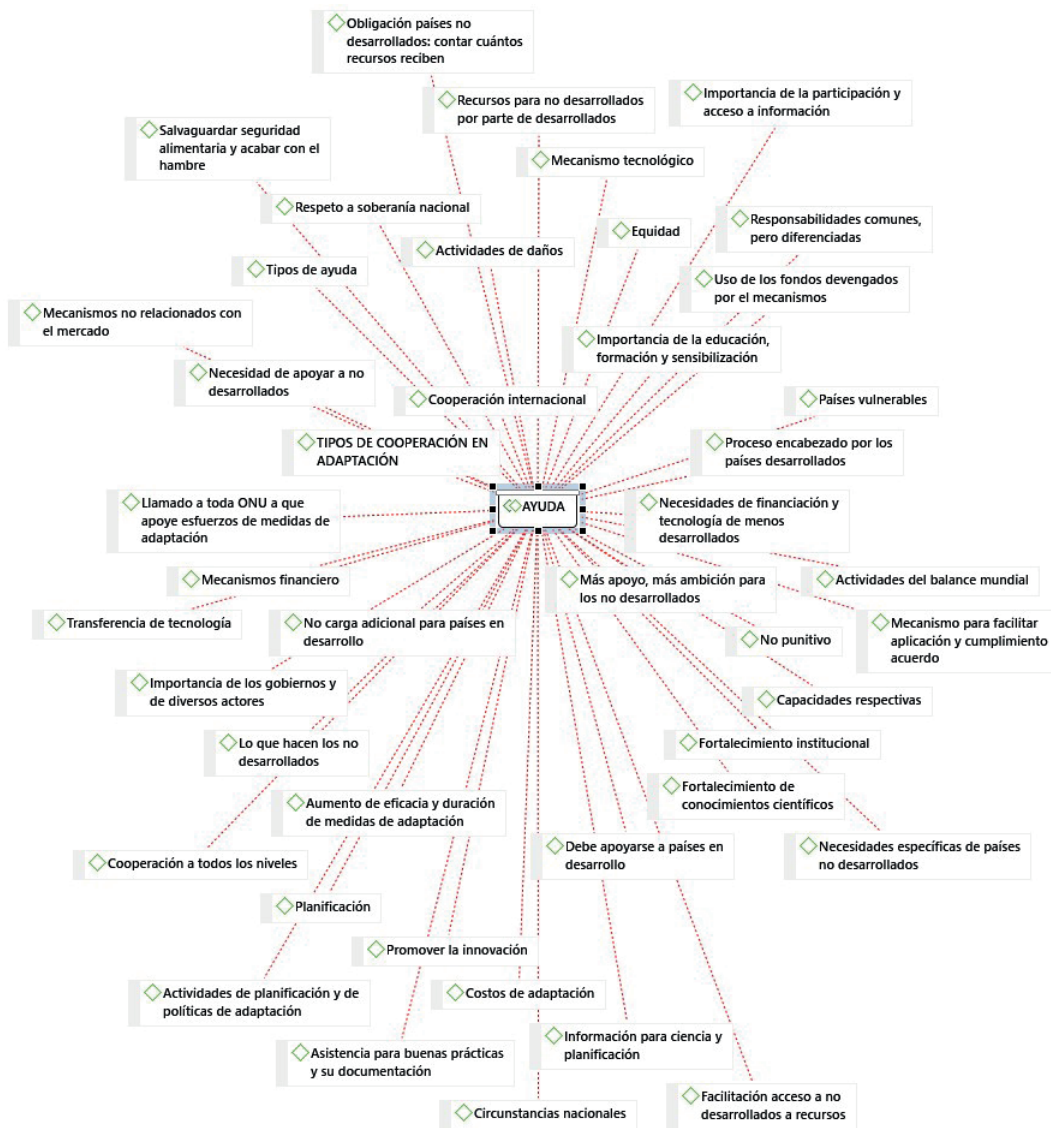 Obligación países no
desarrollados: contar cuántos
recursos reciben
Recursos para no desarrollados
por parte de desarrollados
Importancia de la participación y
acceso a información
Salvaguardar seguridad
alimentaria y acabar con el
hambre
Mecanismo tecnológico
Respeto a soberanía nacional
Responsabilidades comunes,
pero diferenciadas
Equidad
Actividades de daños
Tipos de ayuda
Uso de los fondos devengados
por el mecanismos
Mecanismos no relacionados con
el mercado
Importancia de la educación,
formación y sensibilización
Necesidad de apoyar a no
desarrollados
Cooperación internacional
Países vulnerables
TIPOS DE COOPERACIÓN EN
ADAPTACIÓN
Proceso encabezado por los
países desarrollados
Llamado a toda ONU a que
apoye esfuerzos de medidas de
adaptación
AYUDA
Necesidades de financiación y
tecnología de menos
desarrollados
Mecanismos financiero
Más apoyo, más ambición para
los no desarrollados
Actividades del balance mundial
Transferencia de tecnología
No carga adicional para países en
desarrollo
No punitivo
Mecanismo para facilitar
aplicación y cumplimiento
acuerdo
Importancia de los gobiernos y
de diversos actores
Capacidades respectivas
Lo que hacen los no
desarrollados
Fortalecimiento institucional
Aumento de eficacia y duración
de medidas de adaptación
Fortalecimiento de
conocimientos científicos
Cooperación a todos los niveles
Debe apoyarse a países en
desarrollo
Necesidades específicas de países
no desarrollados
Planificación
Promover la innovación
Actividades de planificación y de
políticas de adaptación
Costos de adaptación
Asistencia para buenas prácticas
y su documentación
Información para ciencia y
planificación
Circunstancias nacionales
Facilitación acceso a no
desarrollados a recursos